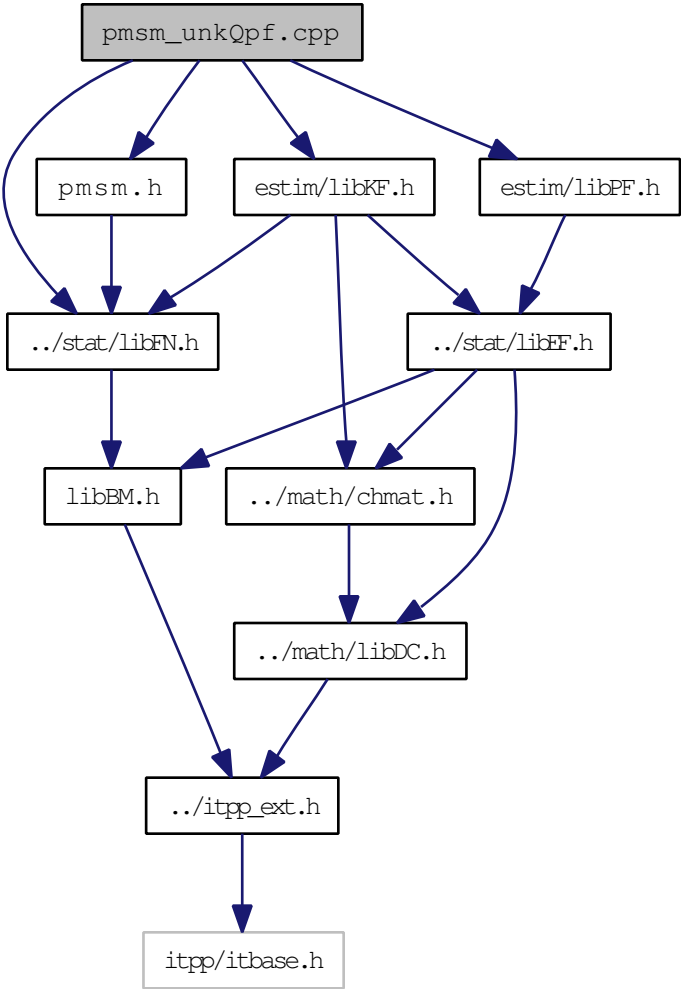 pmsm_unkQpf.cpp
pmsm.h
estim/libKF.h
estim/libPF.h
../stat/libFN.h
../stat/libEF.h
libBM.h
../math/chmat.h
../math/libDC.h
../itpp_ext.h
itpp/itbase.h